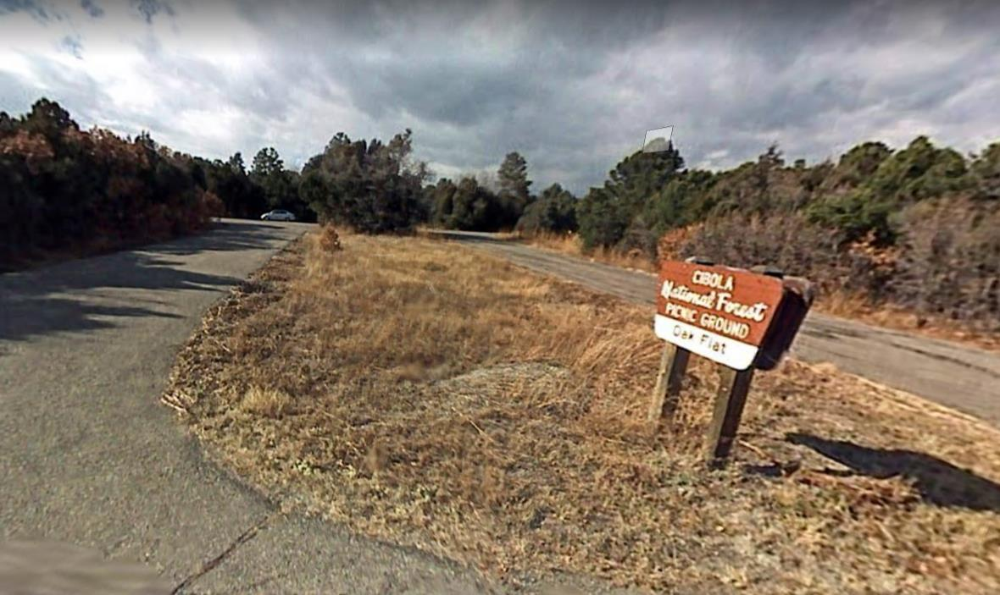 CIBOLA
National Forest
PICNIC GROUND
Oak Flat